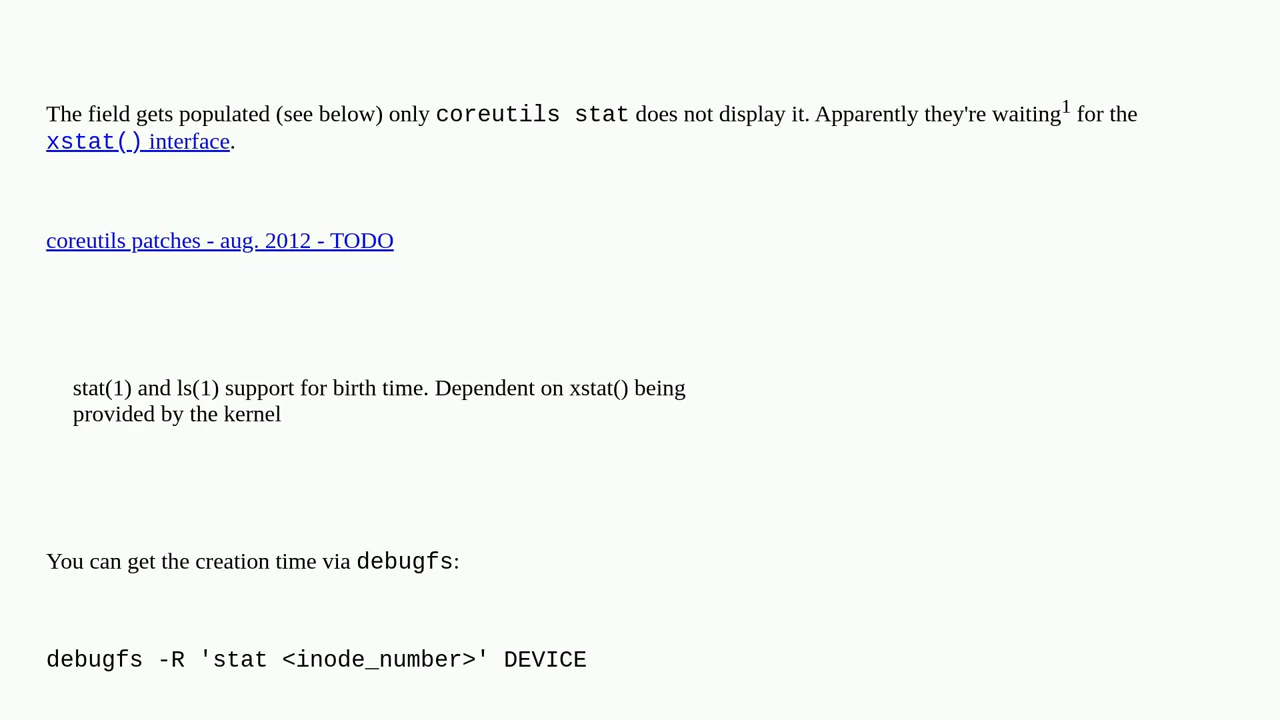 The field gets populated (see below) only coreutils stat does not display it. Apparently they're waiting1 for the
xstat() interface.
coreutils patches - aug. 2012 - TODO
stat(1) and ls(1) support for birth time. Dependent on xstat() being
provided by the kernel
You can get the creation time via debugfs:
debugfs -R 'stat <inode_number>' DEVICE